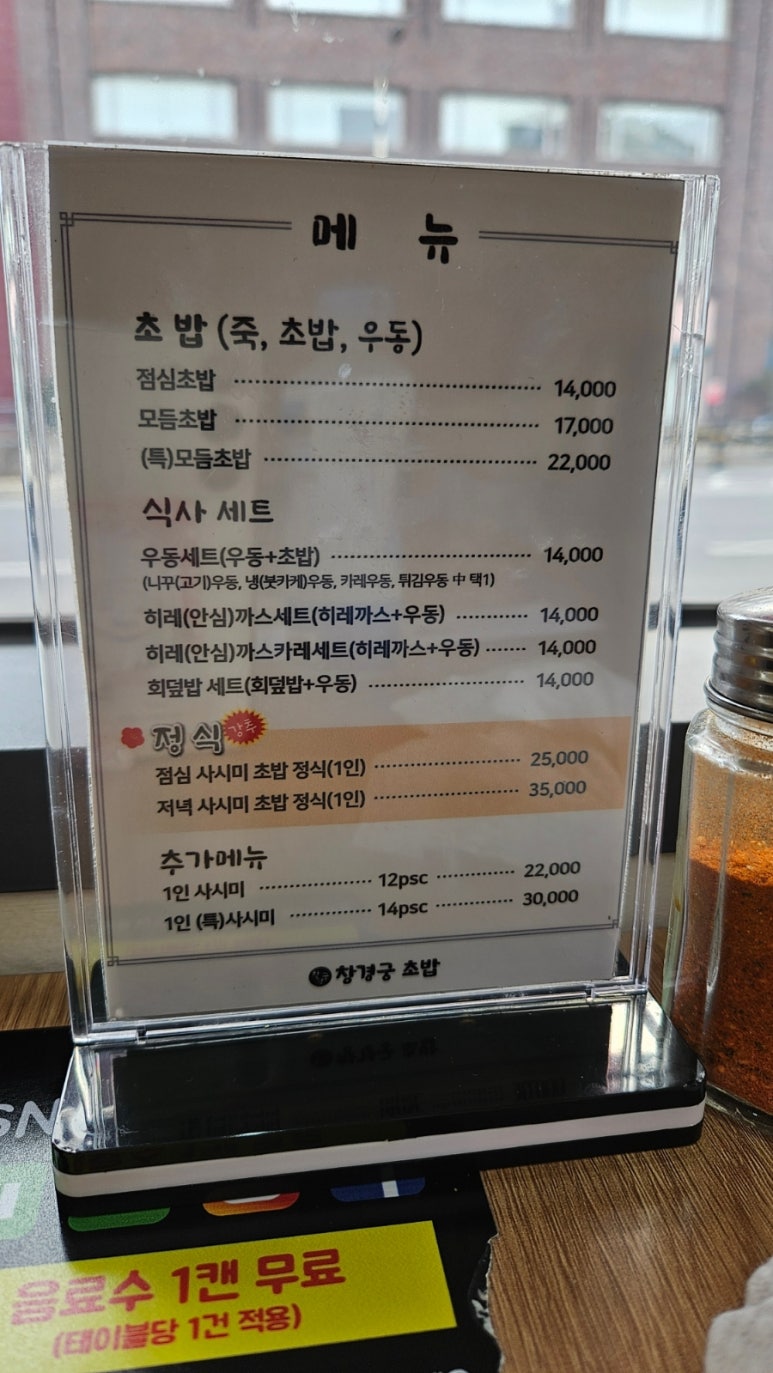 메 뉴
초 밥 (죽, 초밥, 우동)
점심초밥 14,000
모듬초밥 17,000
(특)모듬초밥 22,000
식사 세트
우동세트(우동+초밥) 14,000
(니꾸(고기)우동, 냉(붓카케)우동, 카레우동, 튀김우동 中 택1)
히레(안심)까스세트(히레까스+우동) 14,000
히레(안심)까스카레세트(히레까스+우동) 14,000
회덮밥 세트(회덮밥+우동) 14,000
정식 강추
점심 사시미 초밥 정식(1인) 25,000
저녁 사시미 초밥 정식(1인) 35,000
추가메뉴
1인 사시미 12psc 22,000
1인 (특)사시미 14psc 30,000
창경궁 초밥
SN
음료수 1캔 무료
(테이블당 1건 적용)